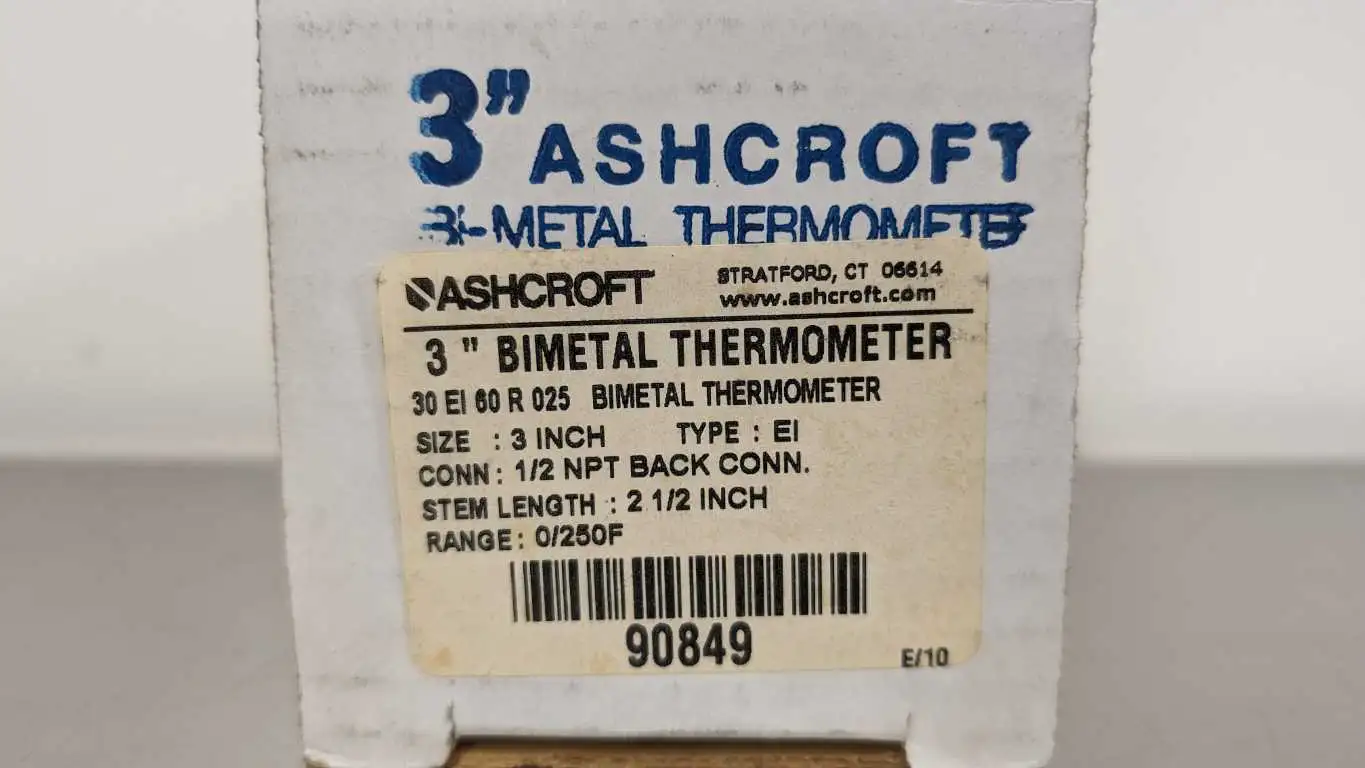 3" ASHCROFT
BI-METAL THERMOMETER
ASHCROFT
STRATFORD, CT 06614
www.ashcroft.com
3 " BIMETAL THERMOMETER
30 EI 60 R 025 BIMETAL THERMOMETER
SIZE : 3 INCH TYPE : EI
CONN : 1/2 NPT BACK CONN.
STEM LENGTH : 2 1/2 INCH
RANGE : 0/250F
90849
E/10